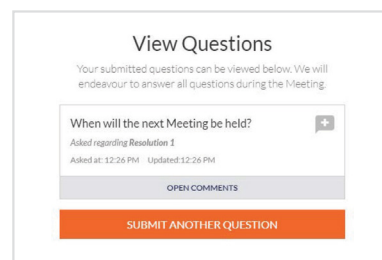 View Questions
Your submitted questions can be viewed below. We will
endeavour to answer all questions during the Meeting.
When will the next Meeting be held?
Asked regarding Resolution 1
Asked at: 12:26 PM Updated:12:26 PM
OPEN COMMENTS
SUBMIT ANOTHER QUESTION